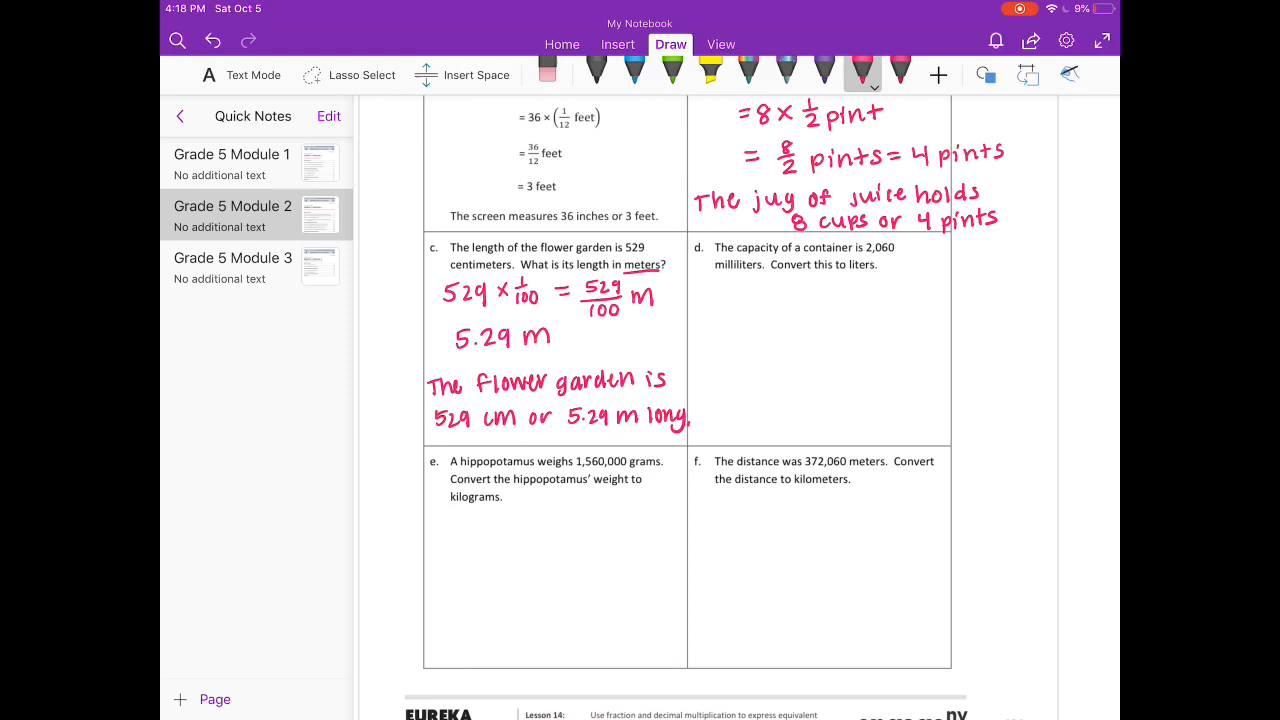 4:18 PM Sat Oct 5
9%
My Notebook
Home Insert Draw View
Text Mode Lasso Select Insert Space
Quick Notes Edit
Grade 5 Module 1
No additional text
Grade 5 Module 2
No additional text
Grade 5 Module 3
No additional text
Page
= 36 × (1/12 feet)
= 36/12 feet
= 3 feet
The screen measures 36 inches or 3 feet.
= 8 × 1/2 pint
= 8/2 pints = 4 pints
The jug of juice holds
8 cups or 4 pints
c. The length of the flower garden is 529
centimeters. What is its length in meters?
529 × 1/100 = 529/100 m
5.29 m
The flower garden is
529 cm or 5.29 m long.
d. The capacity of a container is 2,060
milliliters. Convert this to liters.
e. A hippopotamus weighs 1,560,000 grams.
Convert the hippopotamus’ weight to
kilograms.
f. The distance was 372,060 meters. Convert
the distance to kilometers.
EUREKA
Lesson 14: Use fraction and decimal multiplication to express equivalent